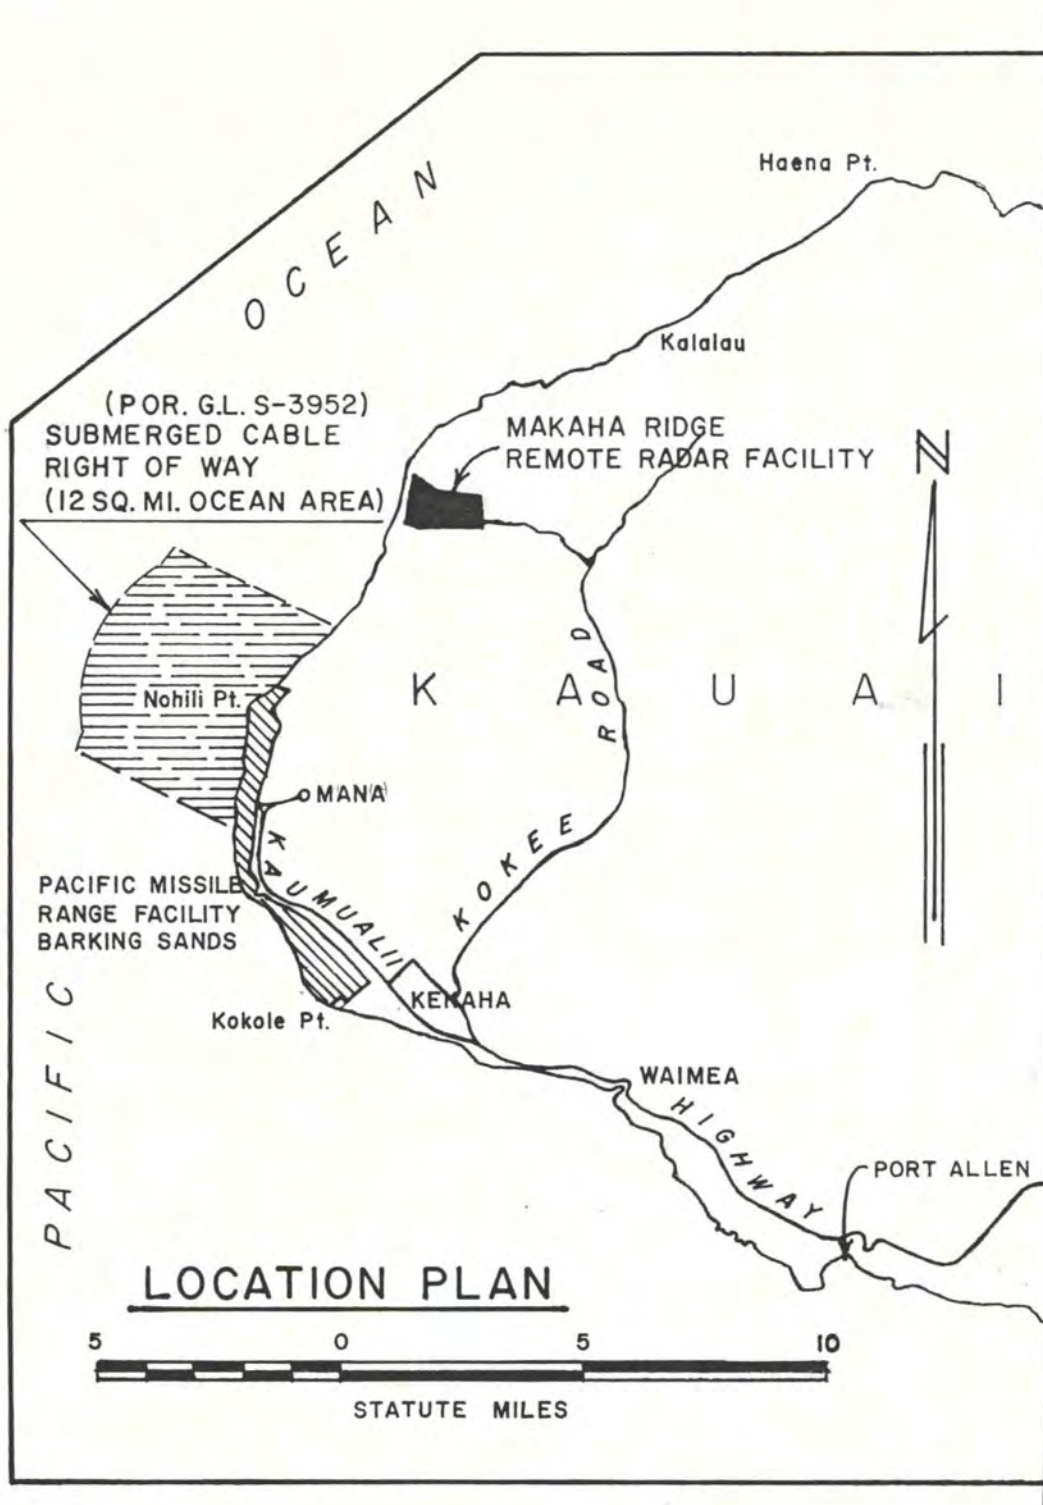 OCEAN
Haena Pt.
Kalalau
(POR. G.L. S-3952)
SUBMERGED CABLE
RIGHT OF WAY
(12 SQ. MI. OCEAN AREA)
MAKAHA RIDGE
REMOTE RADAR FACILITY
N
Nohili Pt.
KAUAI
KOKEE ROAD
MANA
PACIFIC MISSILE
RANGE FACILITY
BARKING SANDS
KAUMUALII
KEKAHA
Kokole Pt.
PACIFIC
WAIMEA
HIGHWAY
PORT ALLEN
LOCATION PLAN
5 0 5 10
STATUTE MILES